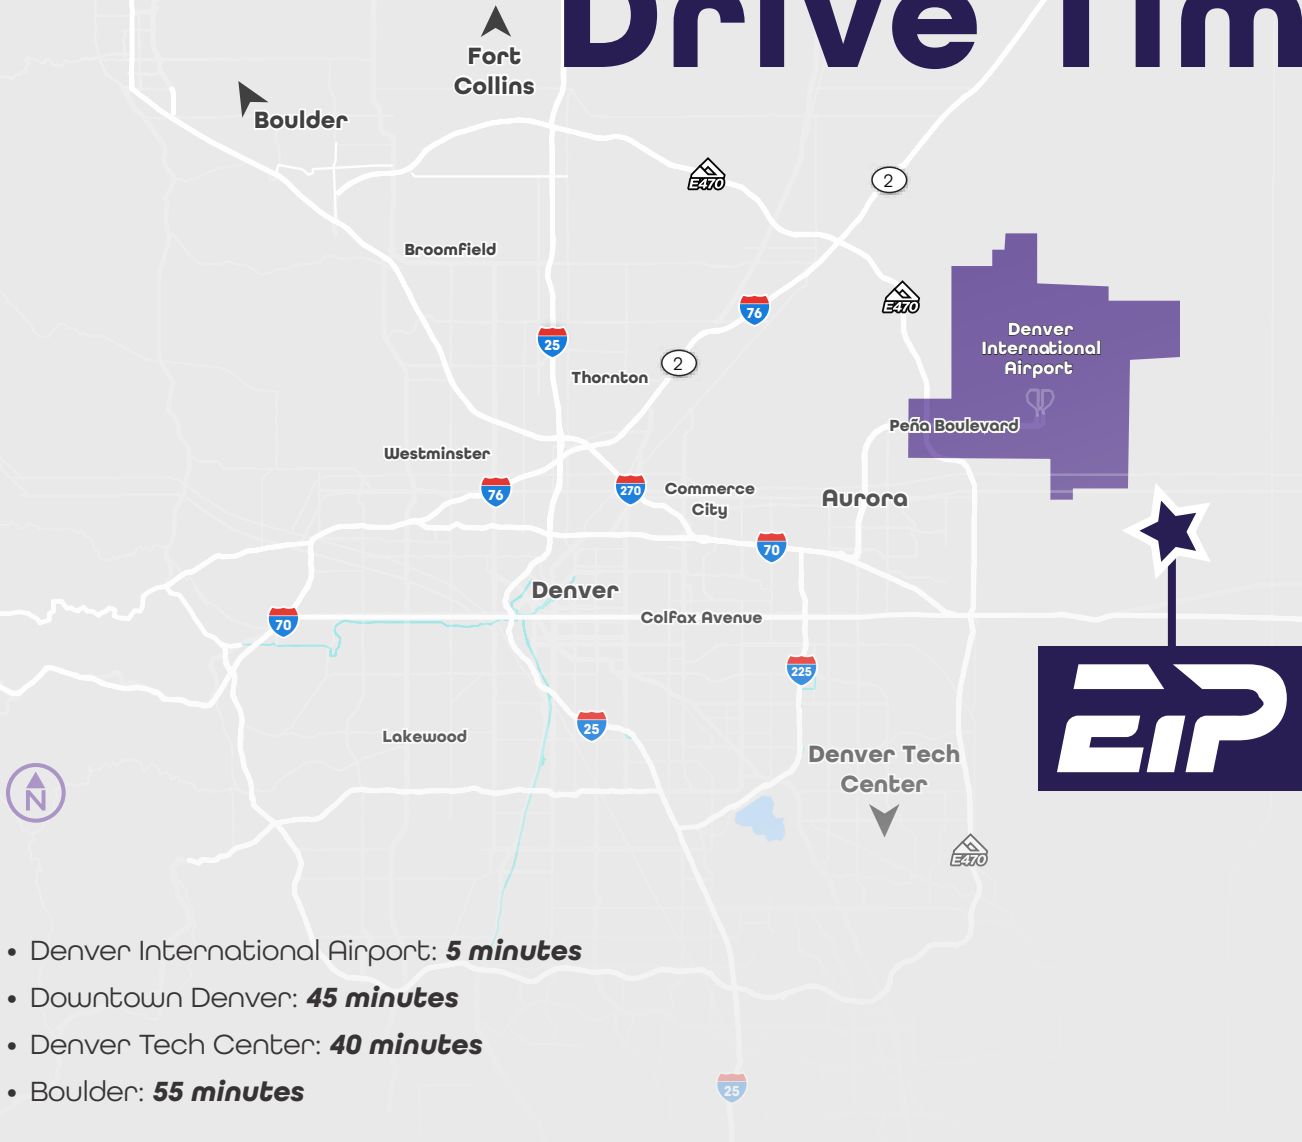 Drive Tim
Fort
Collins
Boulder
E470
2
Broomfield
E470
76
Denver
International
Airport
25
2
Thornton
Peña Boulevard
Westminster
76
270
Commerce
City
Aurora
70
Denver
70
Colfax Avenue
225
25
Lakewood
EIP
Denver Tech
Center
N
E470
• Denver International Airport: 5 minutes
• Downtown Denver: 45 minutes
• Denver Tech Center: 40 minutes
• Boulder: 55 minutes
25